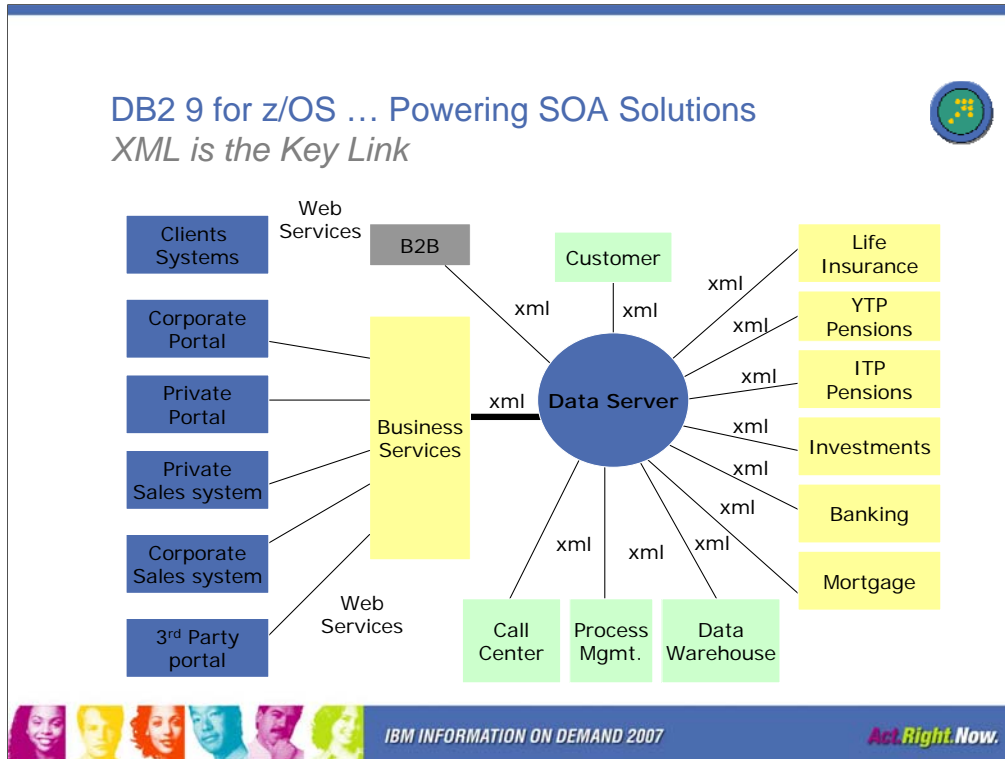 DB2 9 for z/OS … Powering SOA Solutions
XML is the Key Link
Clients
Systems
Web
Services
B2B
Customer
Life
Insurance
xml
xml
xml
Corporate
Portal
YTP
Pensions
xml
Private
Portal
Business
Services
xml
Data Server
xml
ITP
Pensions
xml
Investments
Private
Sales system
xml
Banking
Corporate
Sales system
xml
xml
xml
xml
Mortgage
3rd Party
portal
Web
Services
Call
Center
Process
Mgmt.
Data
Warehouse
IBM INFORMATION ON DEMAND 2007
Act.Right.Now.